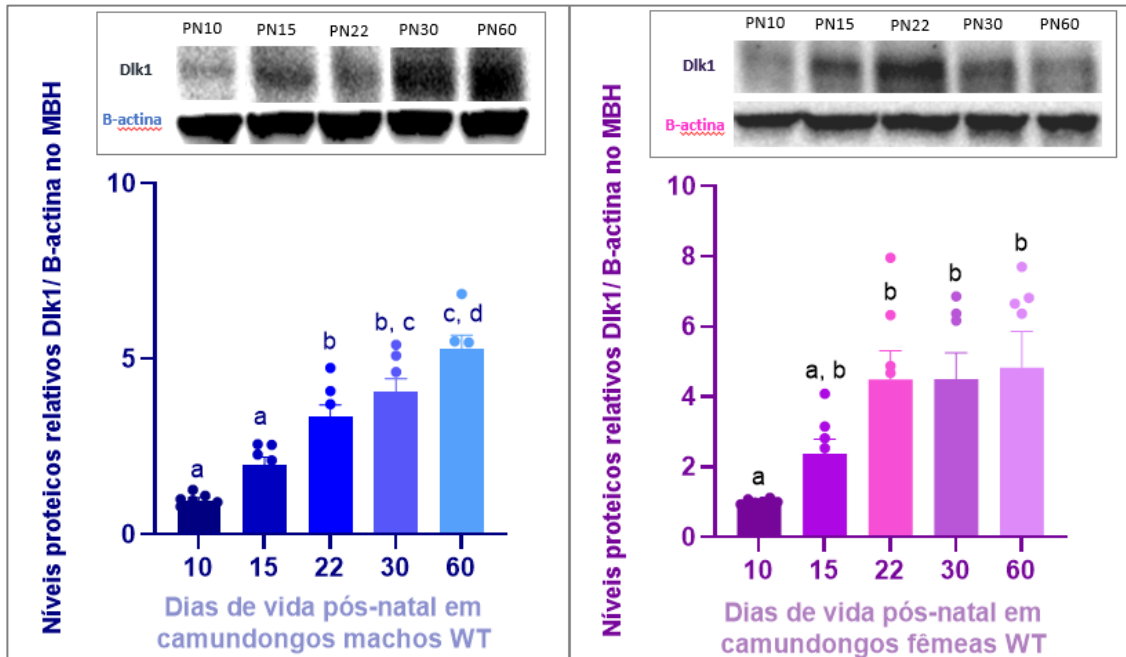 PN10 PN15 PN22 PN30 PN60
Dlk1
B-actina
Níveis proteicos relativos Dlk1/ B-actina no MBH
10
5
0
a
a
b
b, c
c, d
10 15 22 30 60
Dias de vida pós-natal em
camundongos machos WT
PN10 PN15 PN22 PN30 PN60
Dlk1
B-actina
Níveis proteicos relativos Dlk1/ B-actina no MBH
10
8
6
4
2
0
a
a, b
b
b
b
10 15 22 30 60
Dias de vida pós-natal em
camundongos fêmeas WT